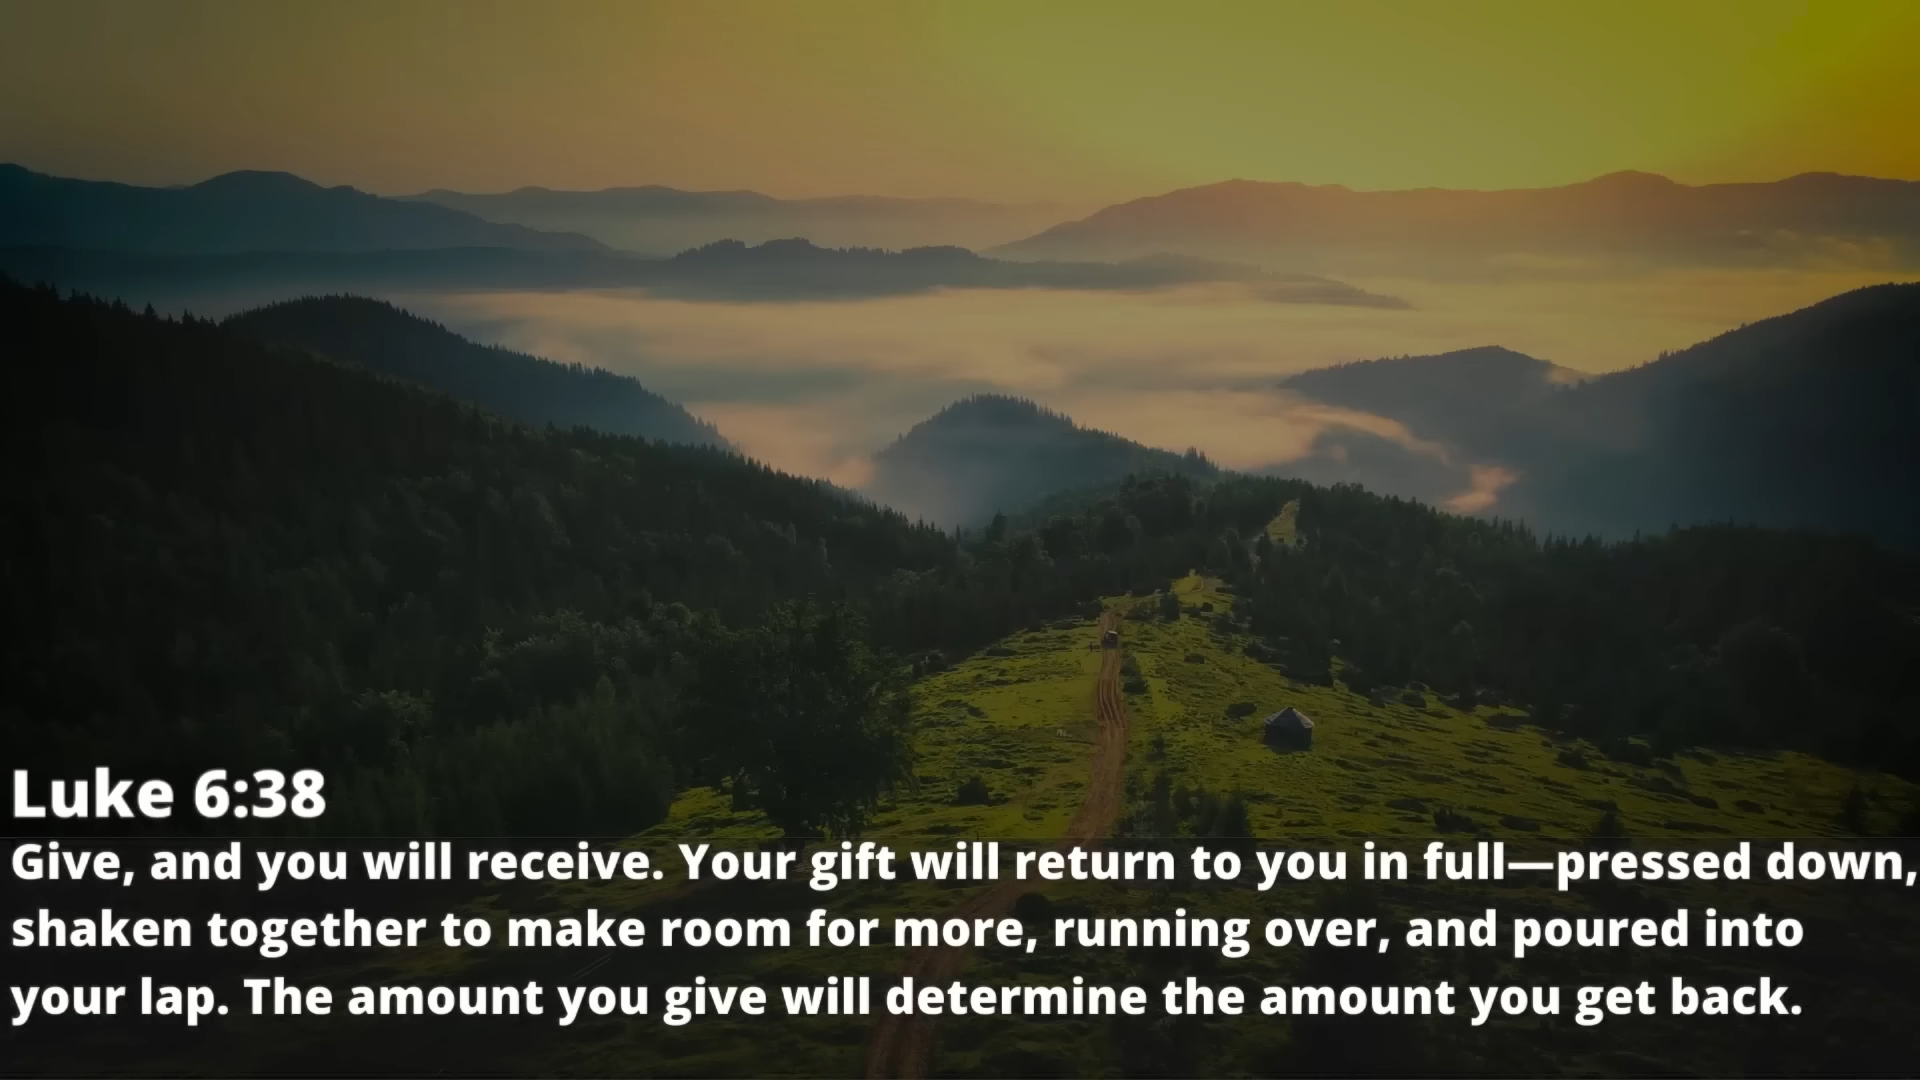 Luke 6:38
Give, and you will receive. Your gift will return to you in full—pressed down,
shaken together to make room for more, running over, and poured into
your lap. The amount you give will determine the amount you get back.